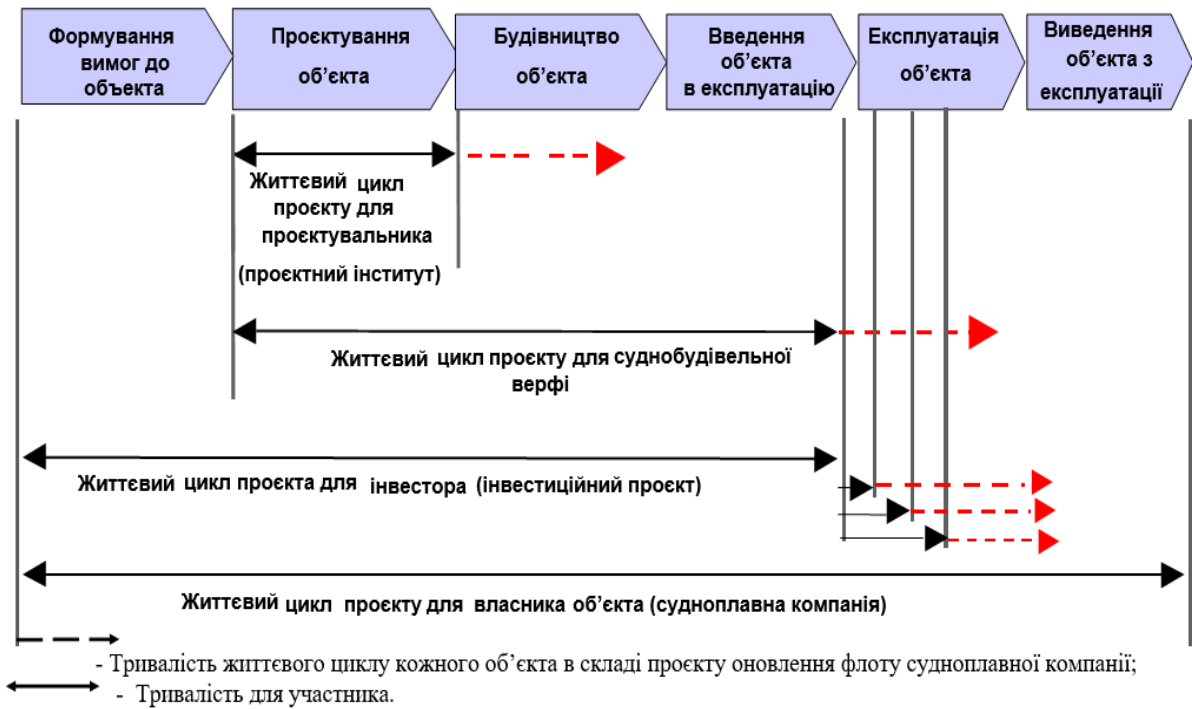 Формування
вимог до
объекта
Проєктування
об’єкта
Будівництво
об’єкта
Введення
об’єкта
в експлуатацію
Експлуатація
об’єкта
Виведення
об’єкта з
експлуатації
Життєвий цикл
проєкту для
проєктувальника
(проєктний інститут)
Життєвий цикл проєкту для суднобудівельної
верфі
Життєвий цикл проєкта для інвестора (інвестиційний проєкт)
Життєвий цикл проєкту для власника об’єкта (судноплавна компанія)
- Тривалість життєвого циклу кожного об’єкта в складі проєкту оновлення флоту судноплавної компанії;
- Тривалість для участника.